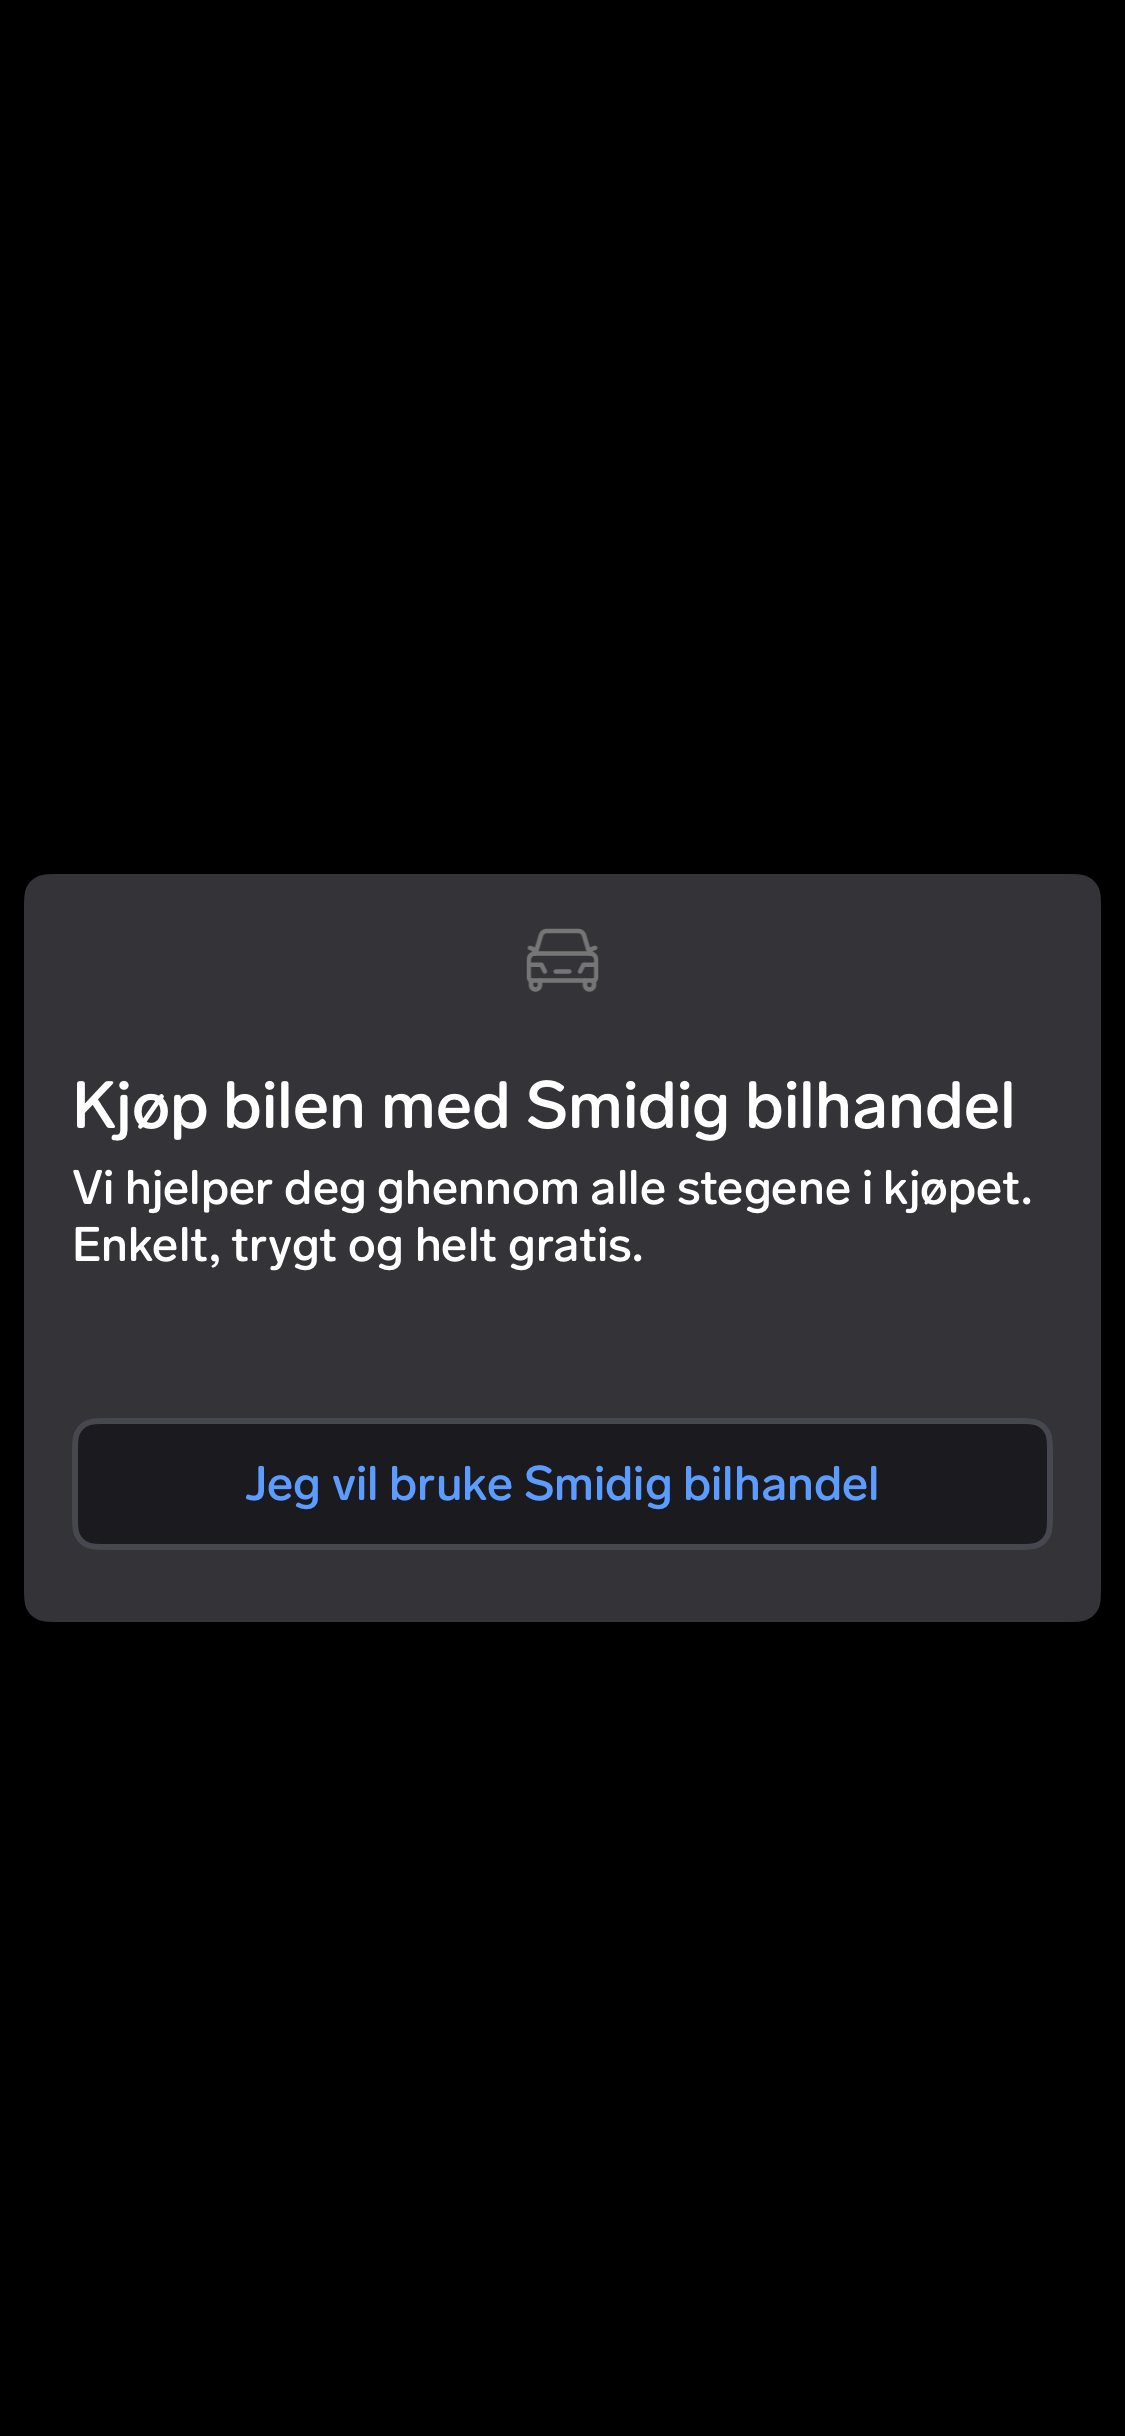 Kjøp bilen med Smidig bilhandel
Vi hjelper deg ghennom alle stegene i kjøpet.
Enkelt, trygt og helt gratis.
Jeg vil bruke Smidig bilhandel